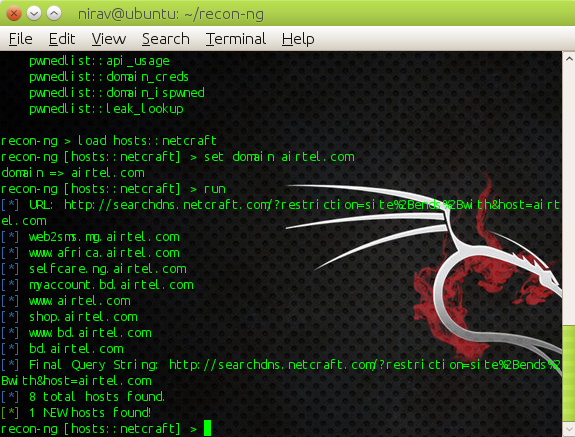 nirav@ubuntu: ~/recon-ng
File Edit View Search Terminal Help
pwnedlist::api_usage
pwnedlist::domain_creds
pwnedlist::domain_ispwned
pwnedlist::leak_lookup
recon-ng > load hosts::netcraft
recon-ng [hosts::netcraft] > set domain airtel.com
domain => airtel.com
recon-ng [hosts::netcraft] > run
[*] URL: http://searchdns.netcraft.com/?restriction=site%2Bends%2Bwith&host=airt
el.com
[*] web2sms.mg.airtel.com
[*] www.africa.airtel.com
[*] selfcare.ng.airtel.com
[*] myaccount.bd.airtel.com
[*] www.airtel.com
[*] shop.airtel.com
[*] www.bd.airtel.com
[*] bd.airtel.com
[*] Final Query String: http://searchdns.netcraft.com/?restriction=site%2Bends%2
Bwith&host=airtel.com
[*] 8 total hosts found.
[*] 1 NEW hosts found!
recon-ng [hosts::netcraft] >